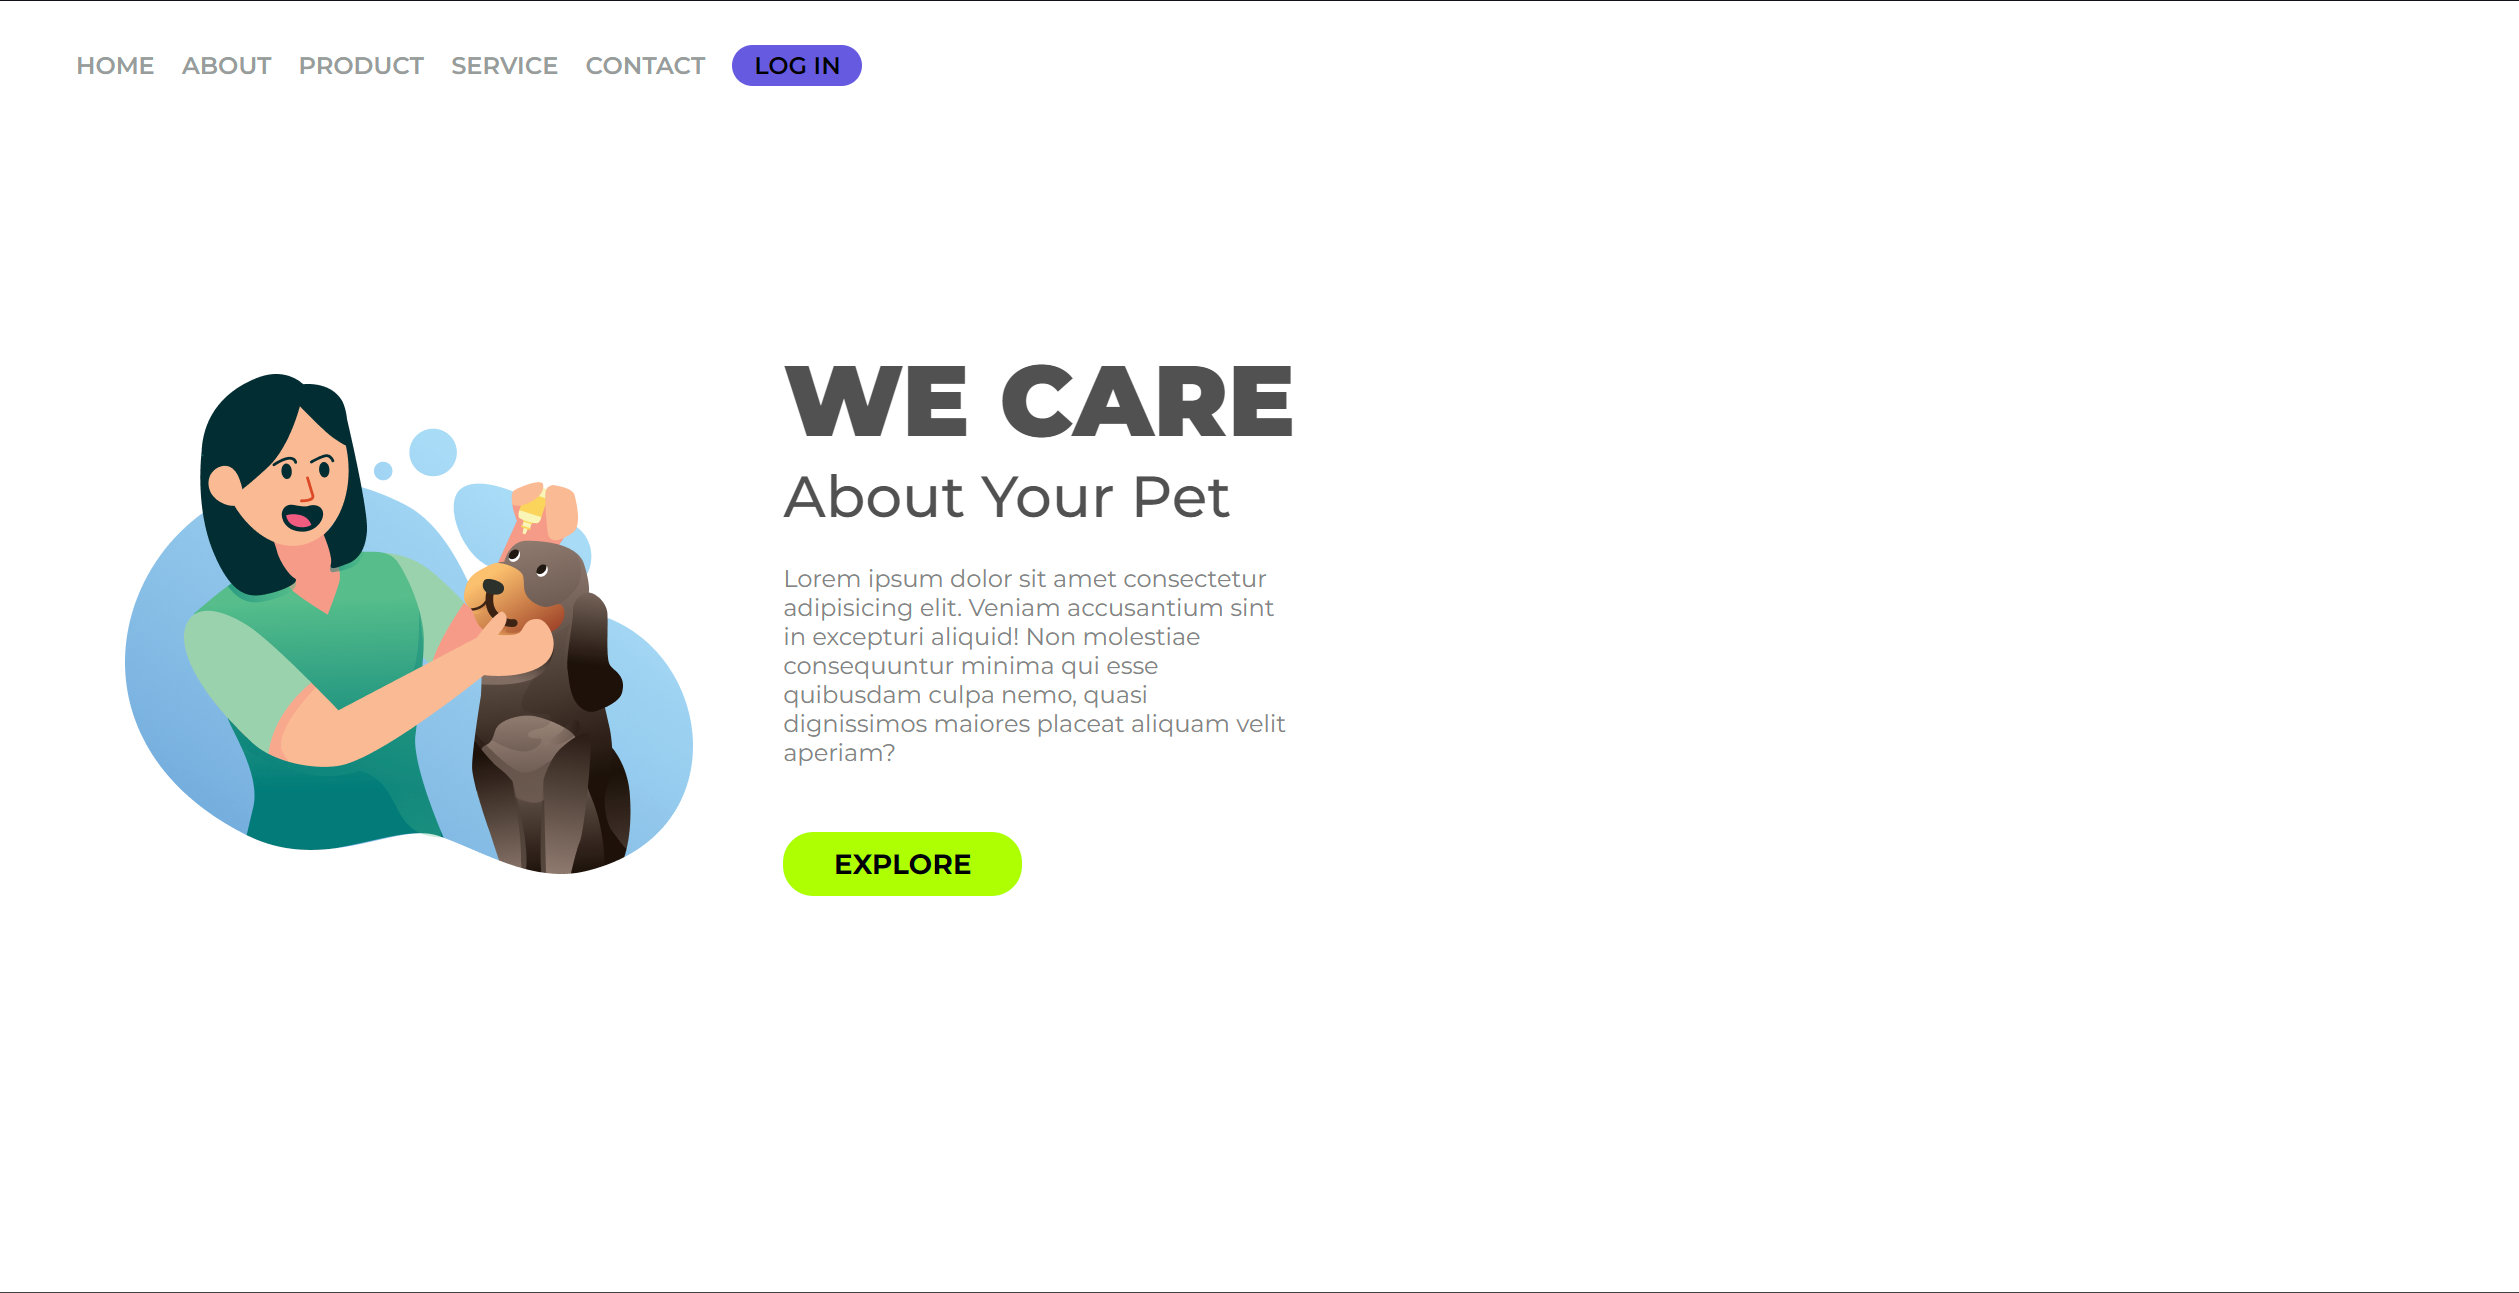 HOME ABOUT PRODUCT SERVICE CONTACT LOG IN
WE CARE
About Your Pet
Lorem ipsum dolor sit amet consectetur
adipisicing elit. Veniam accusantium sint
in excepturi aliquid! Non molestiae
consequuntur minima qui esse
quibusdam culpa nemo, quasi
dignissimos maiores placeat aliquam velit
aperiam?
EXPLORE